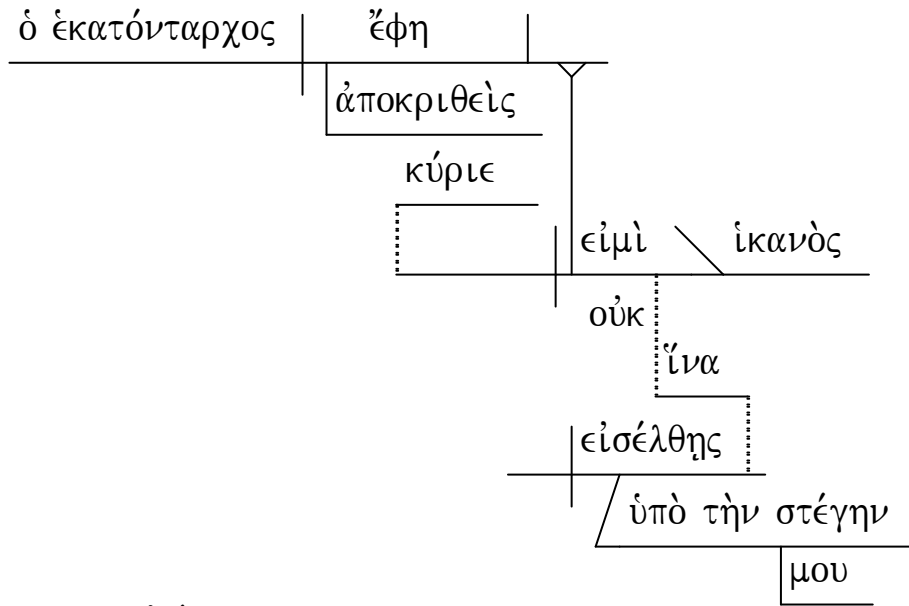 ὁ ἑκατόνταρχος ἔφη
ἀποκριθεὶς
κύριε
εἰμὶ ἱκανὸς
οὐκ
ἵνα
εἰσέλθῃς
ὑπὸ τὴν στέγην
μου